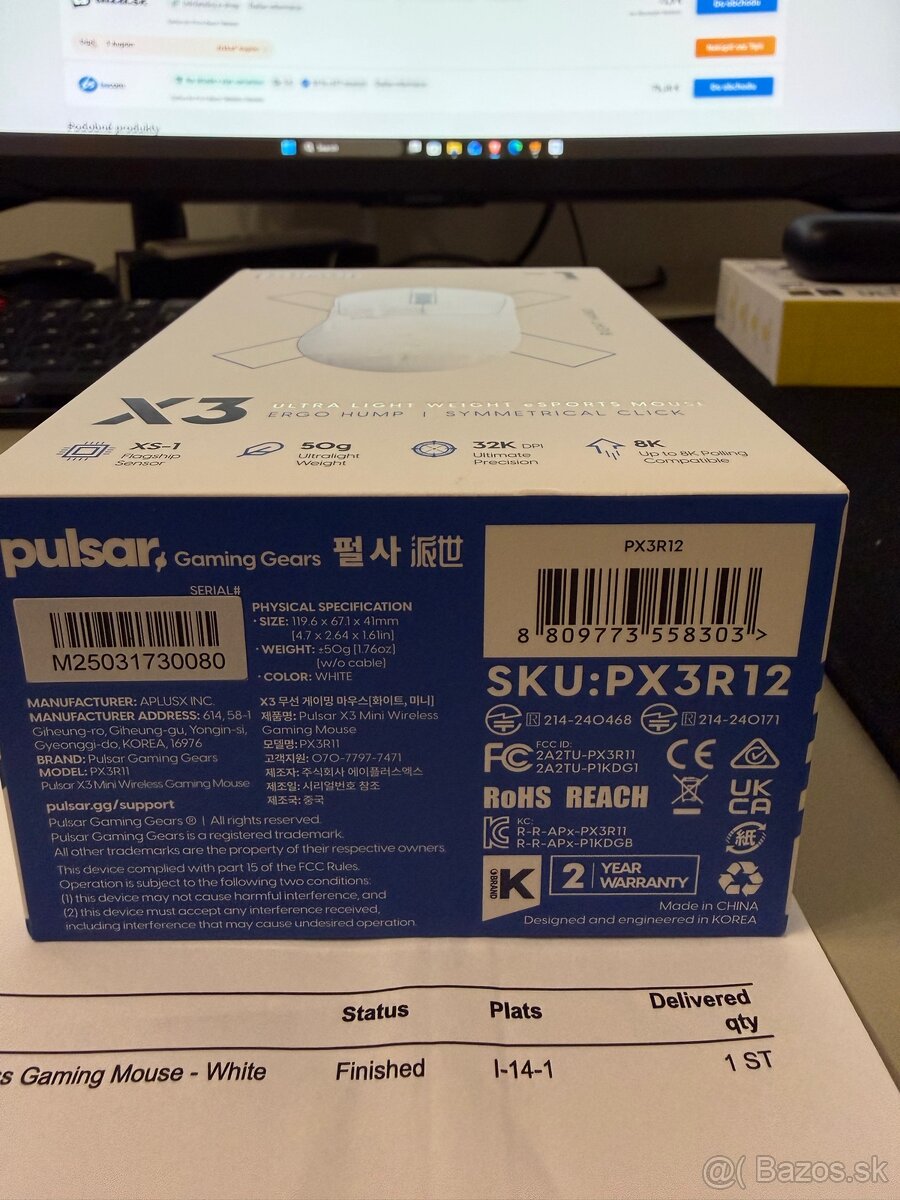 Do obchodu
Do obchodu
Podobné produkty
X3
ULTRA LIGHT WEIGHT eSPORTS MOUSE
ERGO HUMP | SYMMETRICAL CLICK
XS-1
Flagship
Sensor
50g
Ultralight
Weight
32K DPI
Ultimate
Precision
8K
Up to 8K Polling
Compatible
pulsar Gaming Gears 펄사 派世
SERIAL#
M25031730080
PHYSICAL SPECIFICATION
· SIZE: 119.6 x 67.1 x 41mm
[4.7 x 2.64 x 1.61in]
· WEIGHT: ±50g [1.76oz]
[w/o cable]
· COLOR: WHITE
PX3R12
8 809773 558303 >
SKU:PX3R12
R 214-240468 R 214-240171
MANUFACTURER: APLUSX INC.
MANUFACTURER ADDRESS: 614, 58-1
Giheung-ro, Giheung-gu, Yongin-si,
Gyeonggi-do, KOREA, 16976
BRAND: Pulsar Gaming Gears
MODEL: PX3R11
Pulsar X3 Mini Wireless Gaming Mouse
X3 무선 게이밍 마우스[화이트, 미니]
제품명: Pulsar X3 Mini Wireless
Gaming Mouse
모델명: PX3R11
고객지원: 070-7797-7471
제조자: 주식회사 에이플러스엑스
제조일: 시리얼번호 참조
제조국: 중국
FC FCC ID:
2A2TU-PX3R11
2A2TU-P1KDG1
CE
RoHS REACH
UK
CA
KC:
R-R-APx-PX3R11
R-R-APx-P1KDGB
紙
pulsar.gg/support
Pulsar Gaming Gears ® | All rights reserved.
Pulsar Gaming Gears is a registered trademark.
All other trademarks are the property of their respective owners
This device complied with part 15 of the FCC Rules.
Operation is subject to the following two conditions:
(1) this device may not cause harmful interference, and
(2) this device must accept any interference received,
including interference that may cause undesired operation.
K BRAND
2 YEAR
WARRANTY
Made in CHINA
Designed and engineered in KOREA
Status Plats Delivered
qty
s Gaming Mouse - White Finished I-14-1 1 ST
@( Bazos.sk